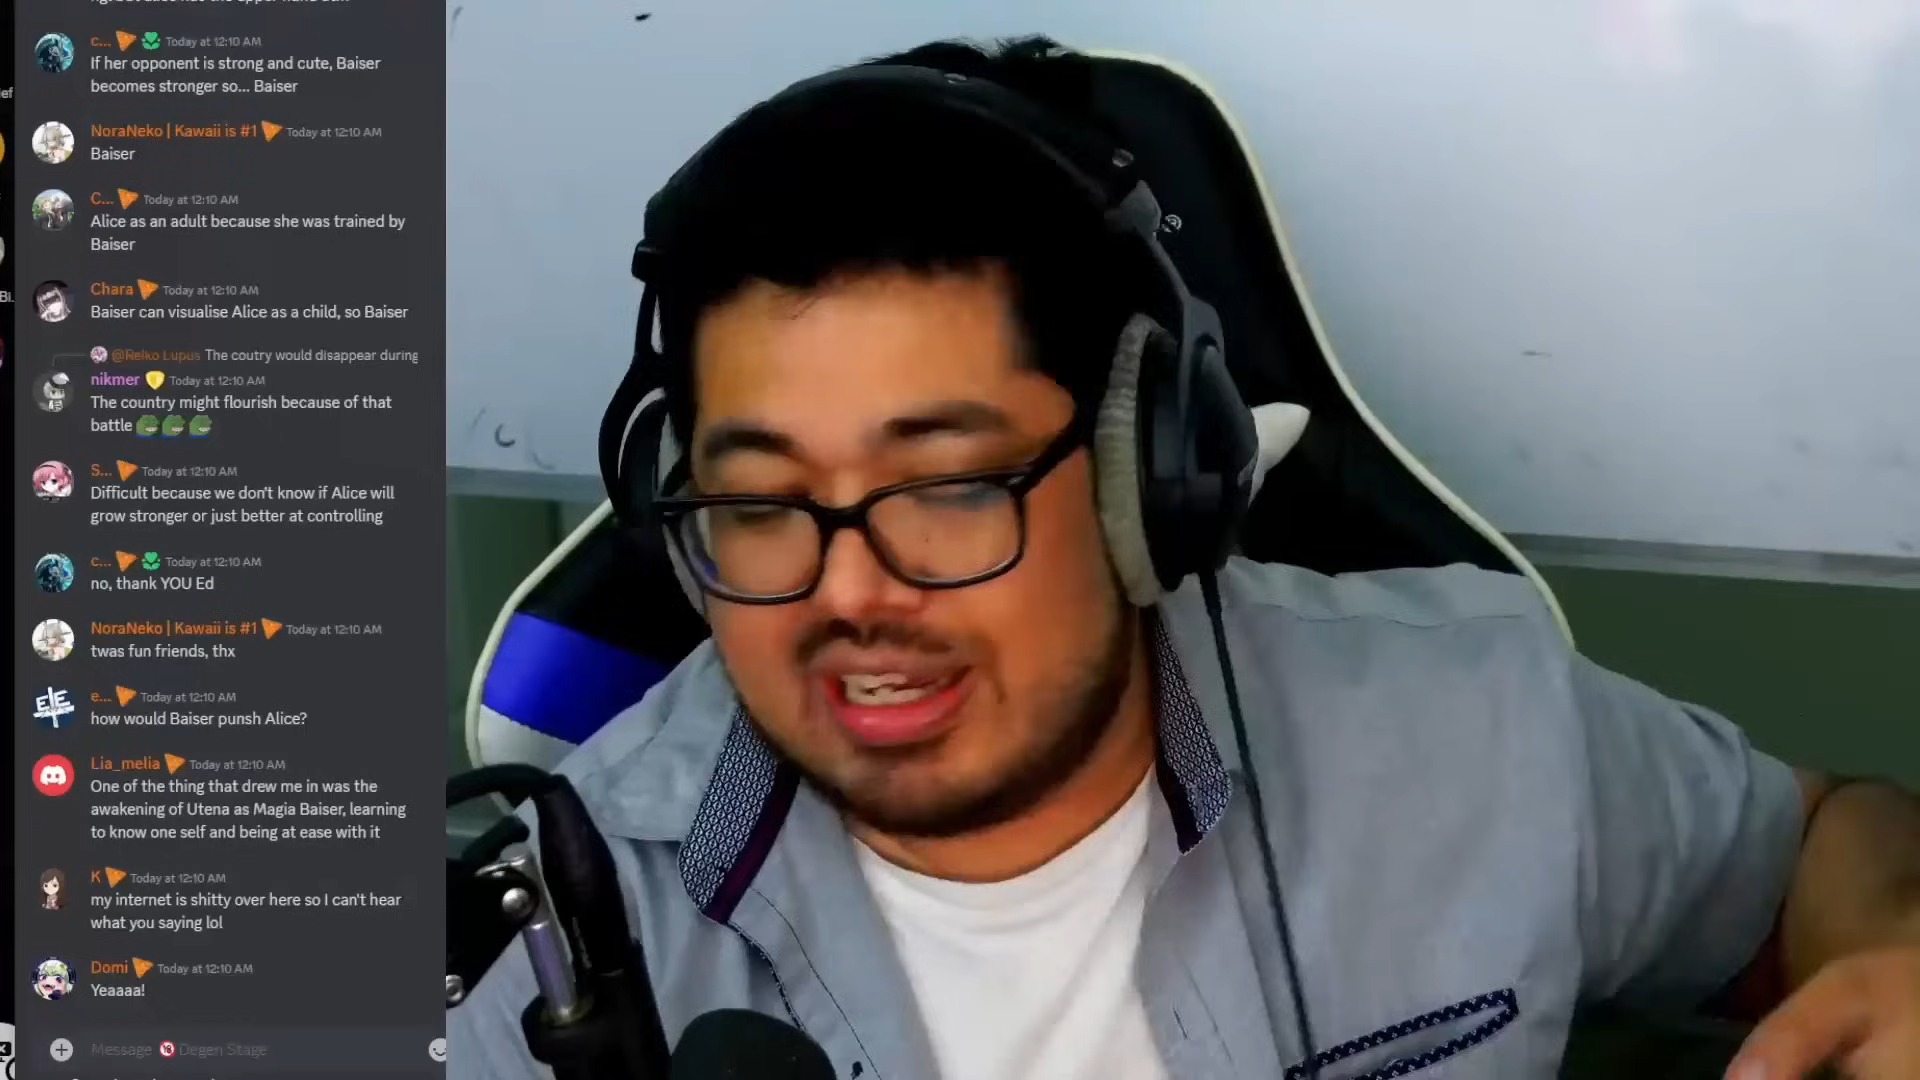 c... Today at 12:10 AM
If her opponent is strong and cute, Baiser
becomes stronger so... Baiser
NoraNeko | Kawaii is #1 Today at 12:10 AM
Baiser
C... Today at 12:10 AM
Alice as an adult because she was trained by
Baiser
Chara Today at 12:10 AM
Baiser can visualise Alice as a child, so Baiser
@Reiko Lupus The coutry would disappear during
nikmer Today at 12:10 AM
The country might flourish because of that
battle
S... Today at 12:10 AM
Difficult because we don't know if Alice will
grow stronger or just better at controlling
c... Today at 12:10 AM
no, thank YOU Ed
NoraNeko | Kawaii is #1 Today at 12:10 AM
twas fun friends, thx
e... Today at 12:10 AM
how would Baiser punsh Alice?
Lia_melia Today at 12:10 AM
One of the thing that drew me in was the
awakening of Utena as Magia Baiser, learning
to know one self and being at ease with it
K Today at 12:10 AM
my internet is shitty over here so I can't hear
what you saying lol
Domi Today at 12:10 AM
Yeaaaa!
Message Degen Stage